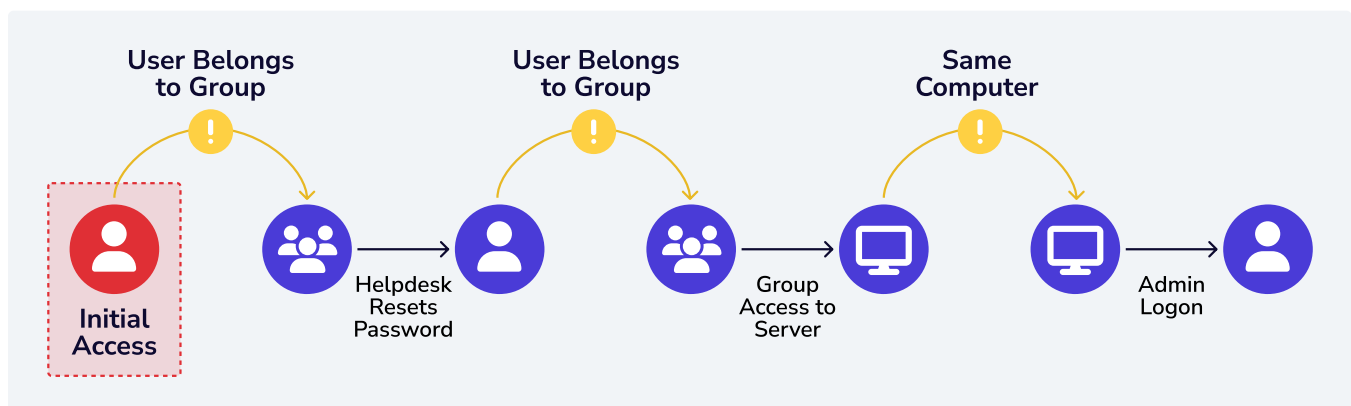 User Belongs
to Group
User Belongs
to Group
Same
Computer
Initial
Access
Helpdesk
Resets
Password
Group
Access to
Server
Admin
Logon